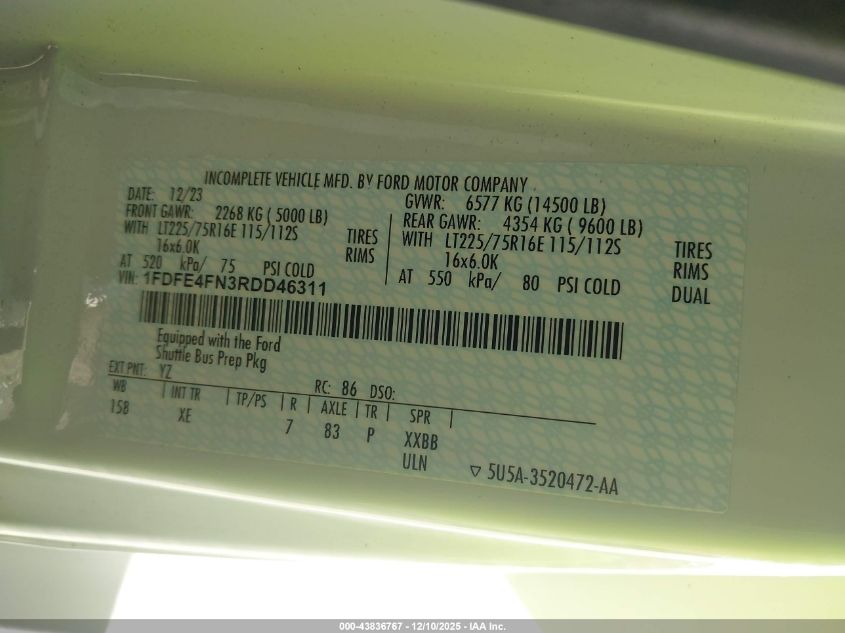 INCOMPLETE VEHICLE MFD. BY FORD MOTOR COMPANY
DATE: 12/23 GVWR: 6577 KG (14500 LB)
FRONT GAWR: 2268 KG ( 5000 LB) REAR GAWR: 4354 KG ( 9600 LB)
WITH LT225/75R16E 115/112S TIRES WITH LT225/75R16E 115/112S TIRES
16x6.0K RIMS 16x6.0K RIMS
AT 520 kPa/ 75 PSI COLD AT 550 kPa/ 80 PSI COLD DUAL
VIN: 1FDFE4FN3RDD46311
Equipped with the Ford
Shuttle Bus Prep Pkg
EXT PNT: YZ RC: 86 DSO:
WB | INT TR | TP/PS | R | AXLE | TR | SPR |
158 XE 7 83 P XXBB
ULN ▽ 5U5A-3520472-AA
000-43836767 - 12/10/2025 - IAA Inc.